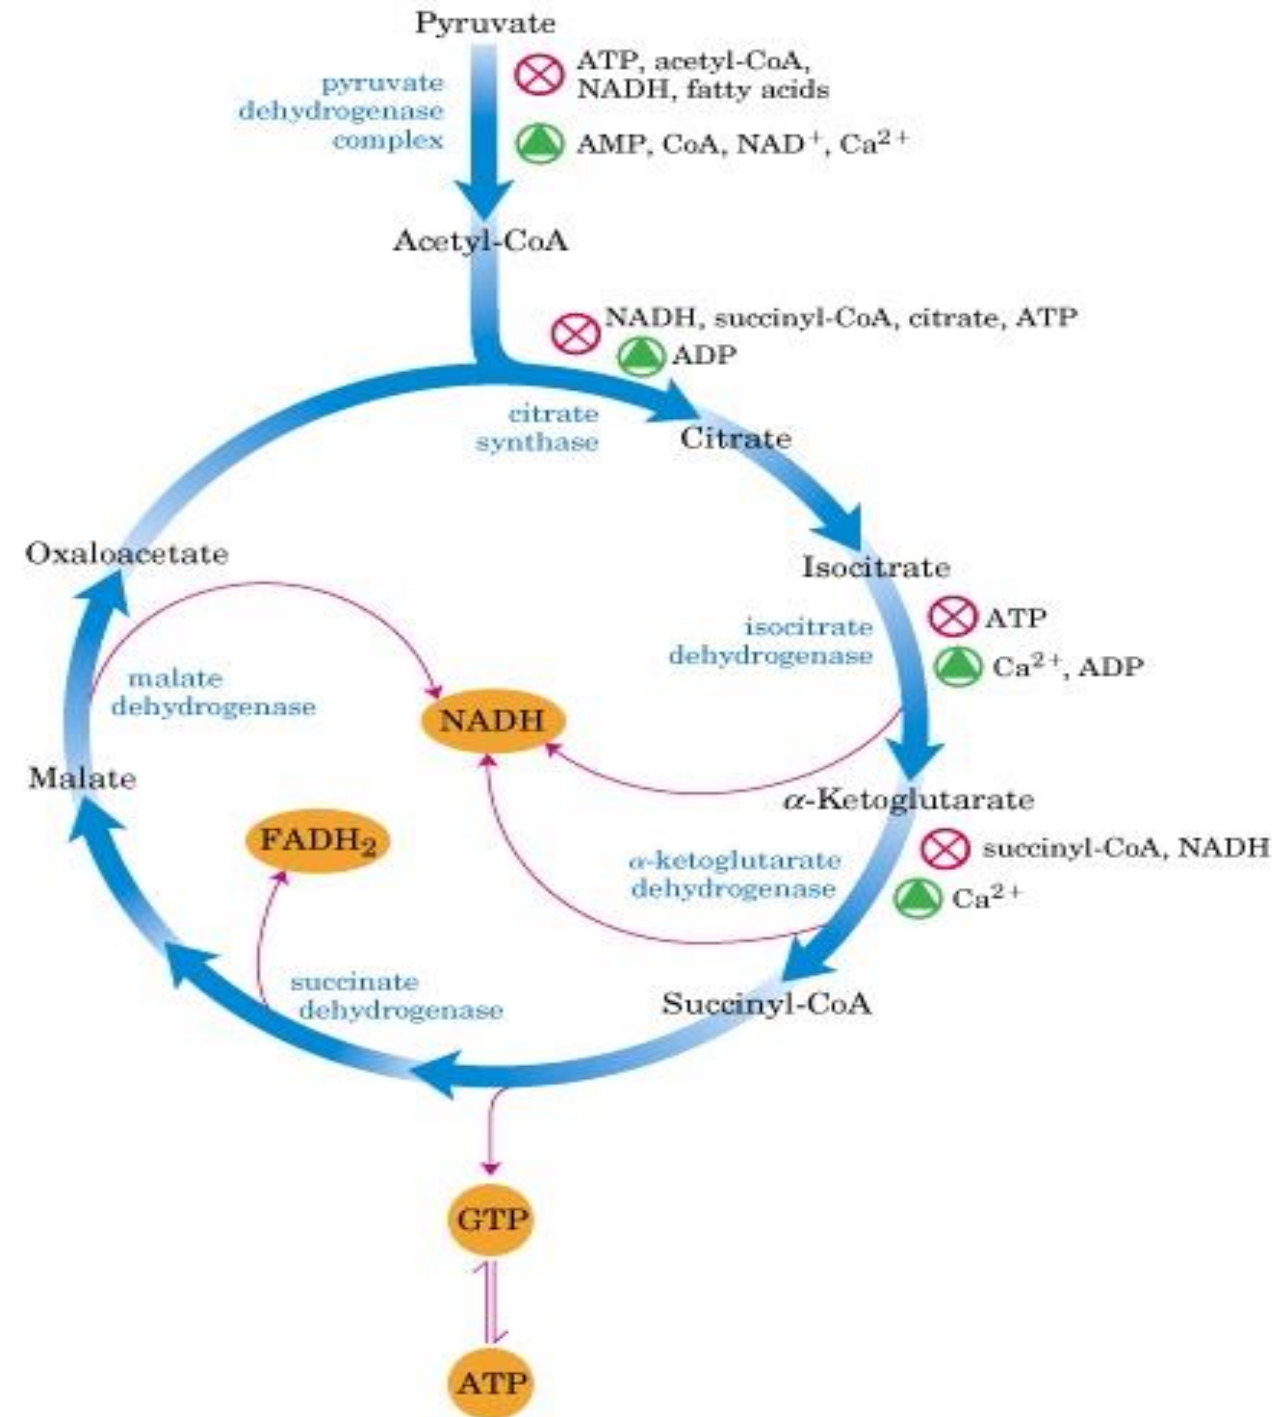 Pyruvate
pyruvate
dehydrogenase
complex
ATP, acetyl-CoA,
NADH, fatty acids
AMP, CoA, NAD⁺, Ca²⁺
Acetyl-CoA
NADH, succinyl-CoA, citrate, ATP
ADP
citrate
synthase
Citrate
Oxaloacetate
Isocitrate
isocitrate
dehydrogenase
ATP
Ca²⁺, ADP
malate
dehydrogenase
NADH
Malate
α-Ketoglutarate
FADH₂
α-ketoglutarate
dehydrogenase
succinyl-CoA, NADH
Ca²⁺
succinate
dehydrogenase
Succinyl-CoA
GTP
ATP